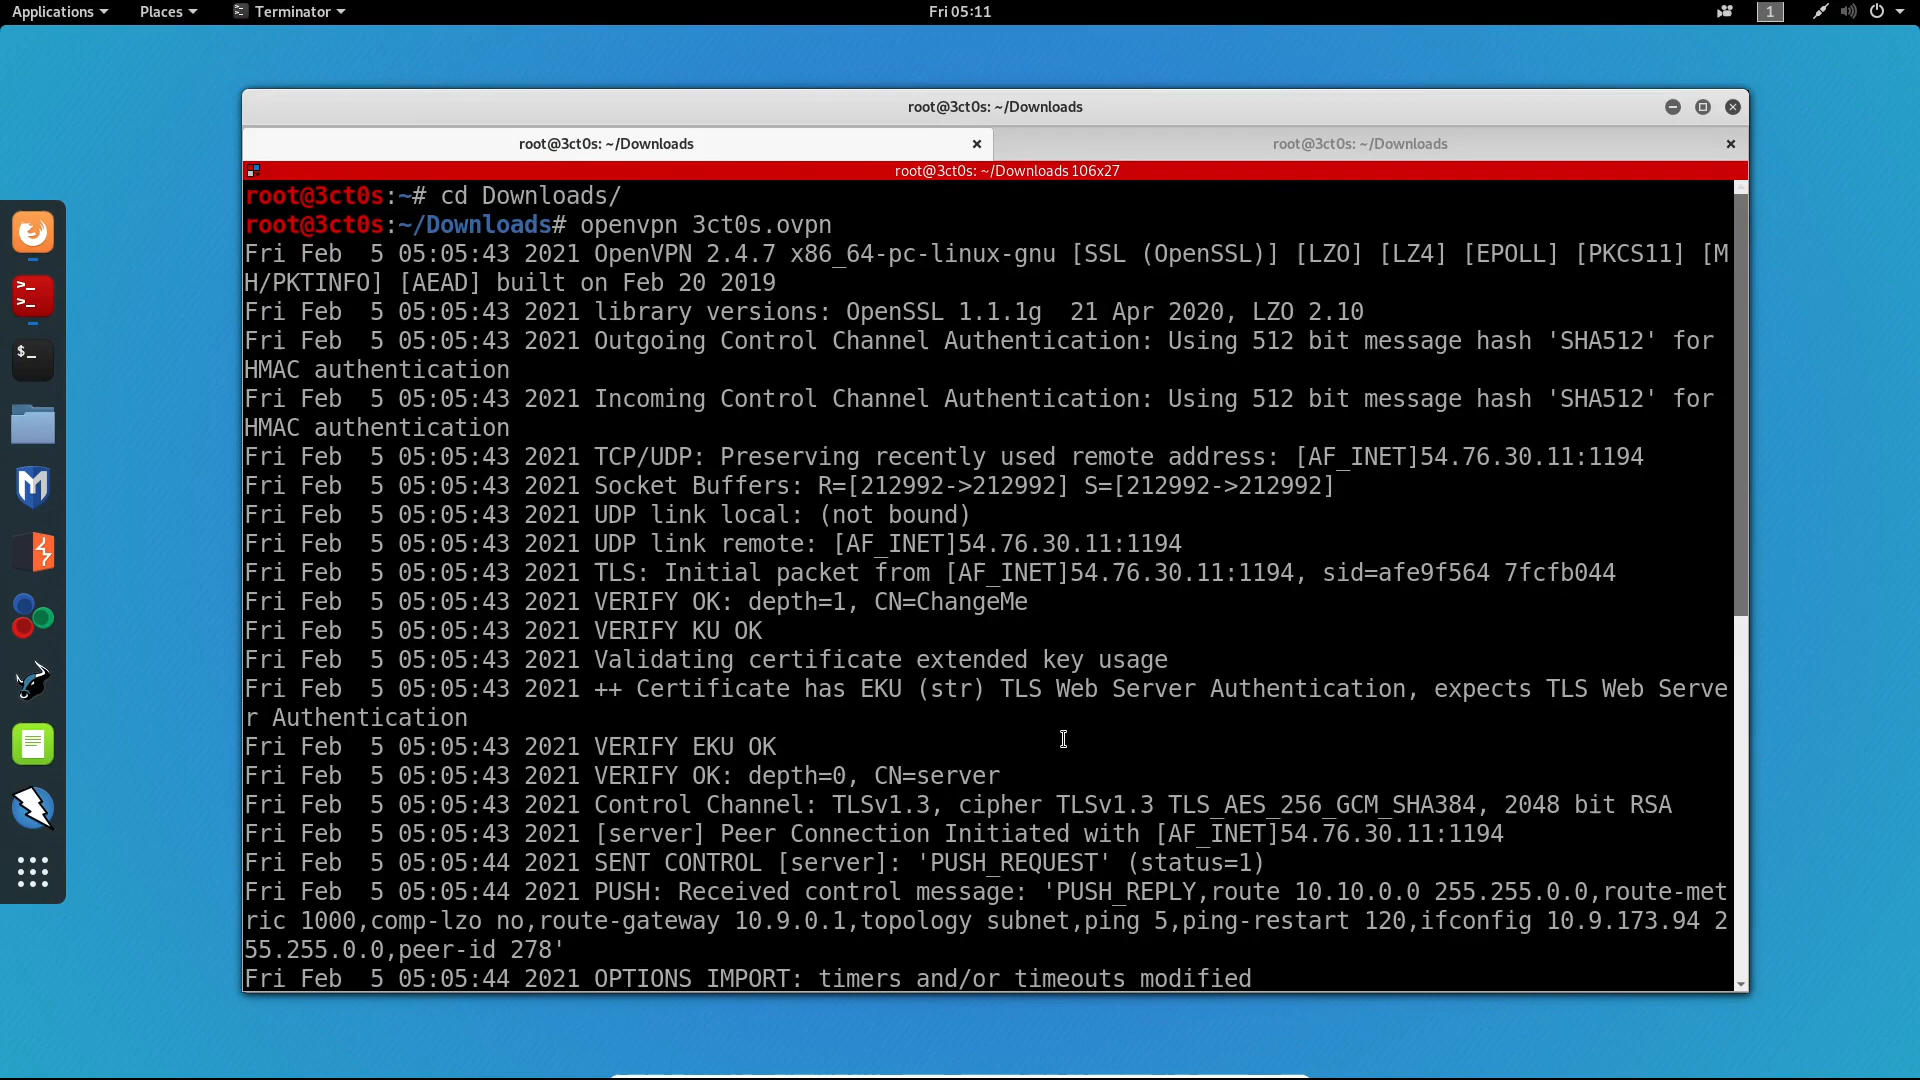 Applications Places Terminator Fri 05:11 1
root@3ct0s: ~/Downloads
root@3ct0s: ~/Downloads × root@3ct0s: ~/Downloads ×
root@3ct0s: ~/Downloads 106x27
root@3ct0s:~# cd Downloads/
root@3ct0s:~/Downloads# openvpn 3ct0s.ovpn
Fri Feb  5 05:05:43 2021 OpenVPN 2.4.7 x86_64-pc-linux-gnu [SSL (OpenSSL)] [LZO] [LZ4] [EPOLL] [PKCS11] [M
H/PKTINFO] [AEAD] built on Feb 20 2019
Fri Feb  5 05:05:43 2021 library versions: OpenSSL 1.1.1g  21 Apr 2020, LZO 2.10
Fri Feb  5 05:05:43 2021 Outgoing Control Channel Authentication: Using 512 bit message hash 'SHA512' for
HMAC authentication
Fri Feb  5 05:05:43 2021 Incoming Control Channel Authentication: Using 512 bit message hash 'SHA512' for
HMAC authentication
Fri Feb  5 05:05:43 2021 TCP/UDP: Preserving recently used remote address: [AF_INET]54.76.30.11:1194
Fri Feb  5 05:05:43 2021 Socket Buffers: R=[212992->212992] S=[212992->212992]
Fri Feb  5 05:05:43 2021 UDP link local: (not bound)
Fri Feb  5 05:05:43 2021 UDP link remote: [AF_INET]54.76.30.11:1194
Fri Feb  5 05:05:43 2021 TLS: Initial packet from [AF_INET]54.76.30.11:1194, sid=afe9f564 7fcfb044
Fri Feb  5 05:05:43 2021 VERIFY OK: depth=1, CN=ChangeMe
Fri Feb  5 05:05:43 2021 VERIFY KU OK
Fri Feb  5 05:05:43 2021 Validating certificate extended key usage
Fri Feb  5 05:05:43 2021 ++ Certificate has EKU (str) TLS Web Server Authentication, expects TLS Web Serve
r Authentication
Fri Feb  5 05:05:43 2021 VERIFY EKU OK
Fri Feb  5 05:05:43 2021 VERIFY OK: depth=0, CN=server
Fri Feb  5 05:05:43 2021 Control Channel: TLSv1.3, cipher TLSv1.3 TLS_AES_256_GCM_SHA384, 2048 bit RSA
Fri Feb  5 05:05:43 2021 [server] Peer Connection Initiated with [AF_INET]54.76.30.11:1194
Fri Feb  5 05:05:44 2021 SENT CONTROL [server]: 'PUSH_REQUEST' (status=1)
Fri Feb  5 05:05:44 2021 PUSH: Received control message: 'PUSH_REPLY,route 10.10.0.0 255.255.0.0,route-met
ric 1000,comp-lzo no,route-gateway 10.9.0.1,topology subnet,ping 5,ping-restart 120,ifconfig 10.9.173.94 2
55.255.0.0,peer-id 278'
Fri Feb  5 05:05:44 2021 OPTIONS IMPORT: timers and/or timeouts modified